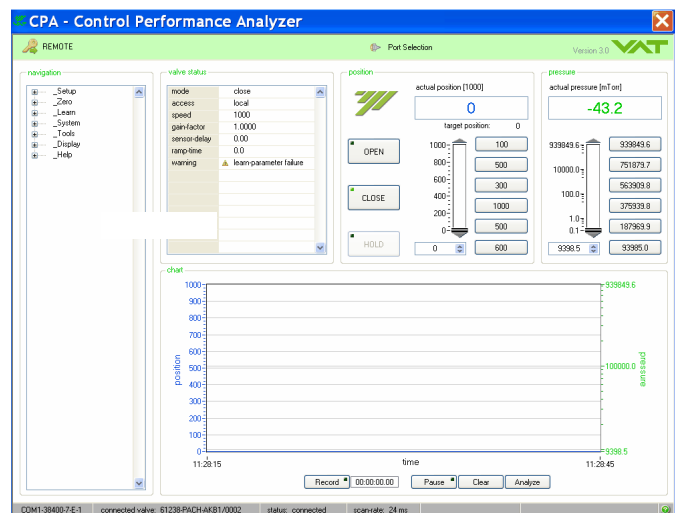 CPA - Control Performance Analyzer
REMOTE
Port Selection
Version 3.0 VAT
navigation
_Setup
_Zero
_Learn
_System
_Tools
_Display
_Help
valve status
mode close
access local
speed 1000
gain-factor 1.0000
sensor-delay 0.00
ramp-time 0.0
warning learn-parameter failure
position
actual position [1000]
0
target position: 0
OPEN
CLOSE
HOLD
1000
800
600
400
200
0
0
100
500
300
1000
500
600
pressure
actual pressure [mTorr]
-43.2
939849.6
10000.0
100.0
1.0
0.1
9398.5
939849.6
751879.7
563909.8
375939.8
187969.9
93985.0
chart
position
1000
900
800
700
600
500
400
300
200
100
0
939849.6
100000.0
9398.5
pressure
11:28:15 time 11:28:45
Record 00:00:00.00 Pause Clear Analyze
COM1-38400-7-E-1 connected valve: 61238-PACH-AKB1/0002 status: connected scan-rate: 24 ms